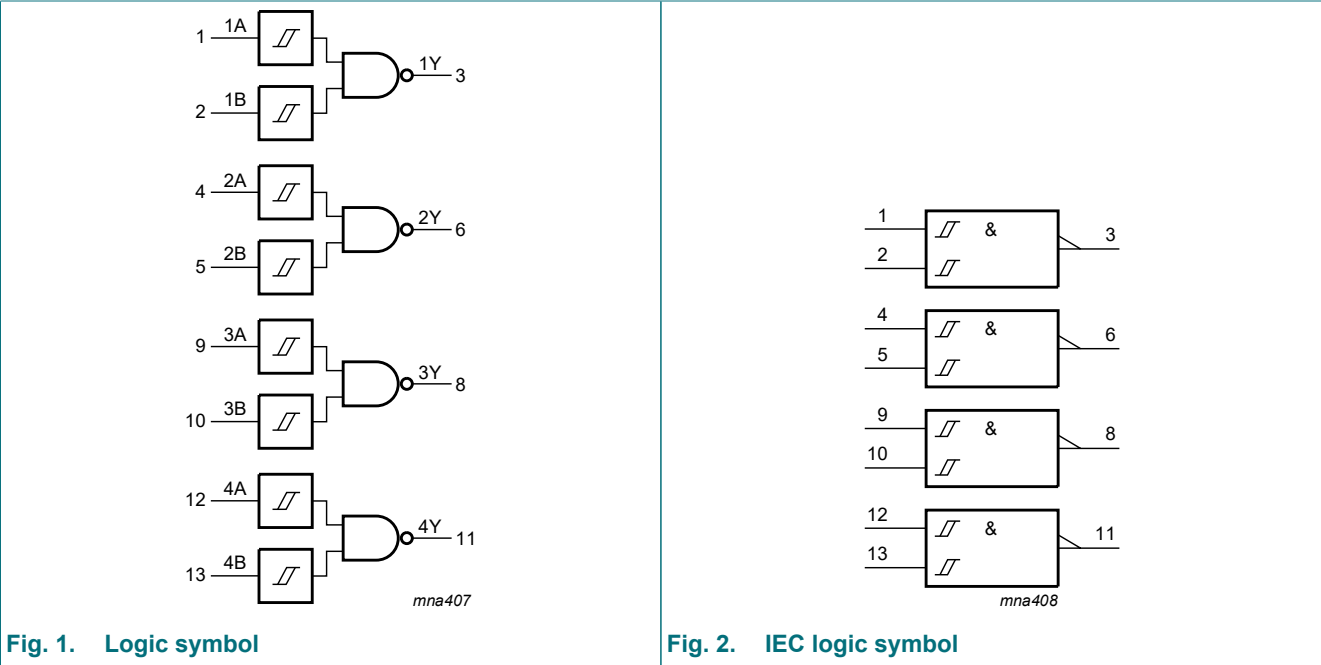 1 1A
1Y 3
2 1B
4 2A
2Y 6
5 2B
9 3A
3Y 8
10 3B
12 4A
4Y 11
13 4B
mna407
Fig. 1. Logic symbol
1 & 3
2
4 & 6
5
9 & 8
10
12 & 11
13
mna408
Fig. 2. IEC logic symbol